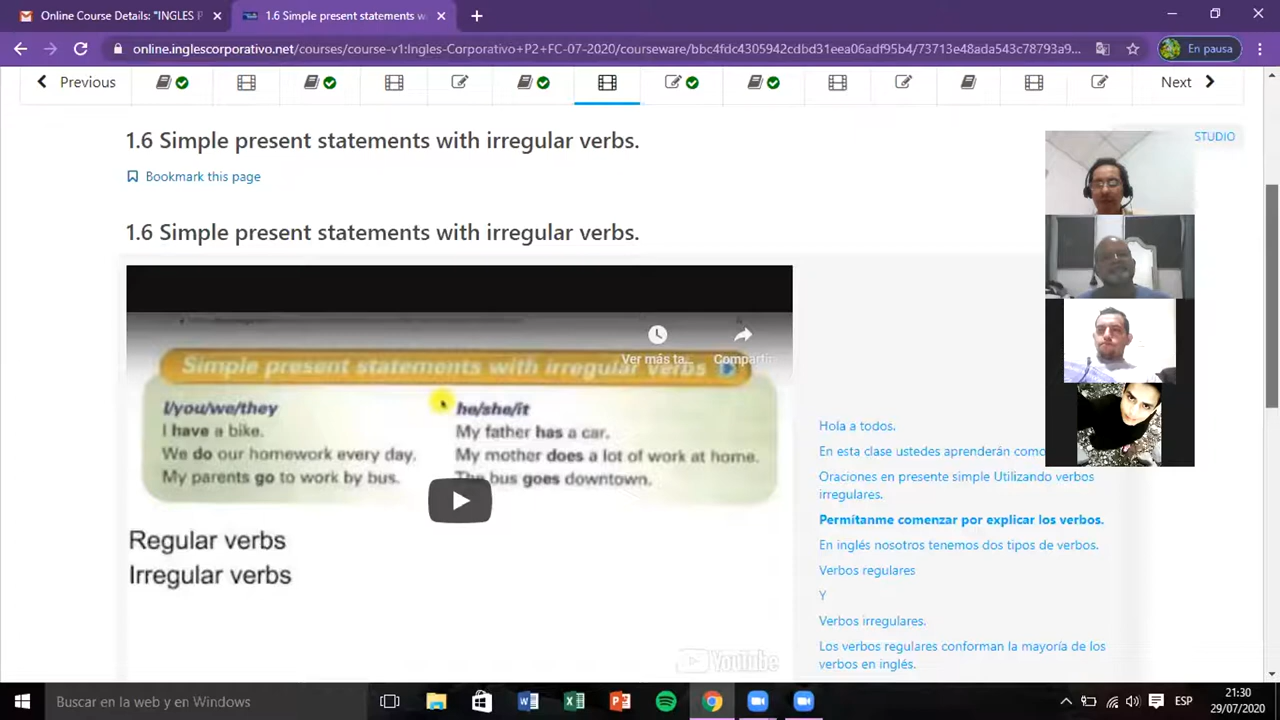 Online Course Details: "INGLES P
1.6 Simple present statements w
online.inglescorporativo.net/courses/course-v1:Ingles-Corporativo+P2+FC-07-2020/courseware/bbc4fdc4305942cdbd31eea06adf95b4/73713e48ada543c78793a9...
En pausa
Previous
Next
1.6 Simple present statements with irregular verbs.
STUDIO
Bookmark this page
1.6 Simple present statements with irregular verbs.
Ver más ta...
Compartir
Simple present statements with irregular verbs
I/you/we/they
he/she/it
I have a bike.
My father has a car.
We do our homework every day.
My mother does a lot of work at home.
My parents go to work by bus.
The bus goes downtown.
Regular verbs
Irregular verbs
YouTube
Hola a todos.
En esta clase ustedes aprenderán como
Oraciones en presente simple Utilizando verbos
irregulares.
Permítanme comenzar por explicar los verbos.
En inglés nosotros tenemos dos tipos de verbos.
Verbos regulares
Y
Verbos irregulares.
Los verbos regulares conforman la mayoría de los
verbos en inglés.
Buscar en la web y en Windows
ESP
21:30
29/07/2020